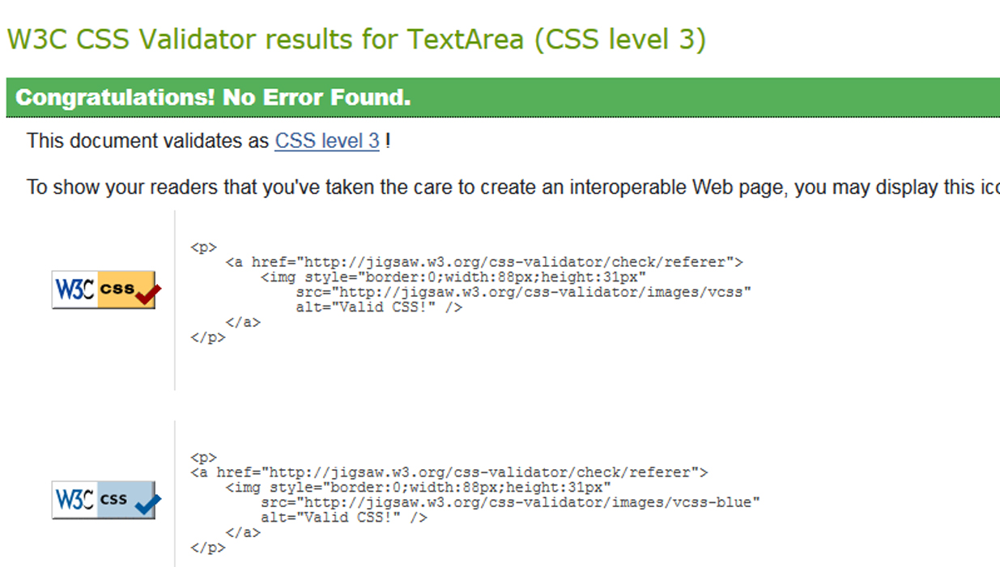 W3C CSS Validator results for TextArea (CSS level 3)
Congratulations! No Error Found.
This document validates as CSS level 3 !
To show your readers that you've taken the care to create an interoperable Web page, you may display this
<p>
<a href="http://jigsaw.w3.org/css-validator/check/referer">
<img style="border:0;width:88px;height:31px"
W3C css
src="http://jigsaw.w3.org/css-validator/images/vcss"
alt="Valid CSS!" />
</a>
</p>
<p>
<a href="http://jigsaw.w3.org/css-validator/check/referer">
<img style="border:0;width:88px;height:31px"
W3C css
src="http://jigsaw.w3.org/css-validator/images/vcss-blue"
alt="Valid CSS!" />
</a>
</p>